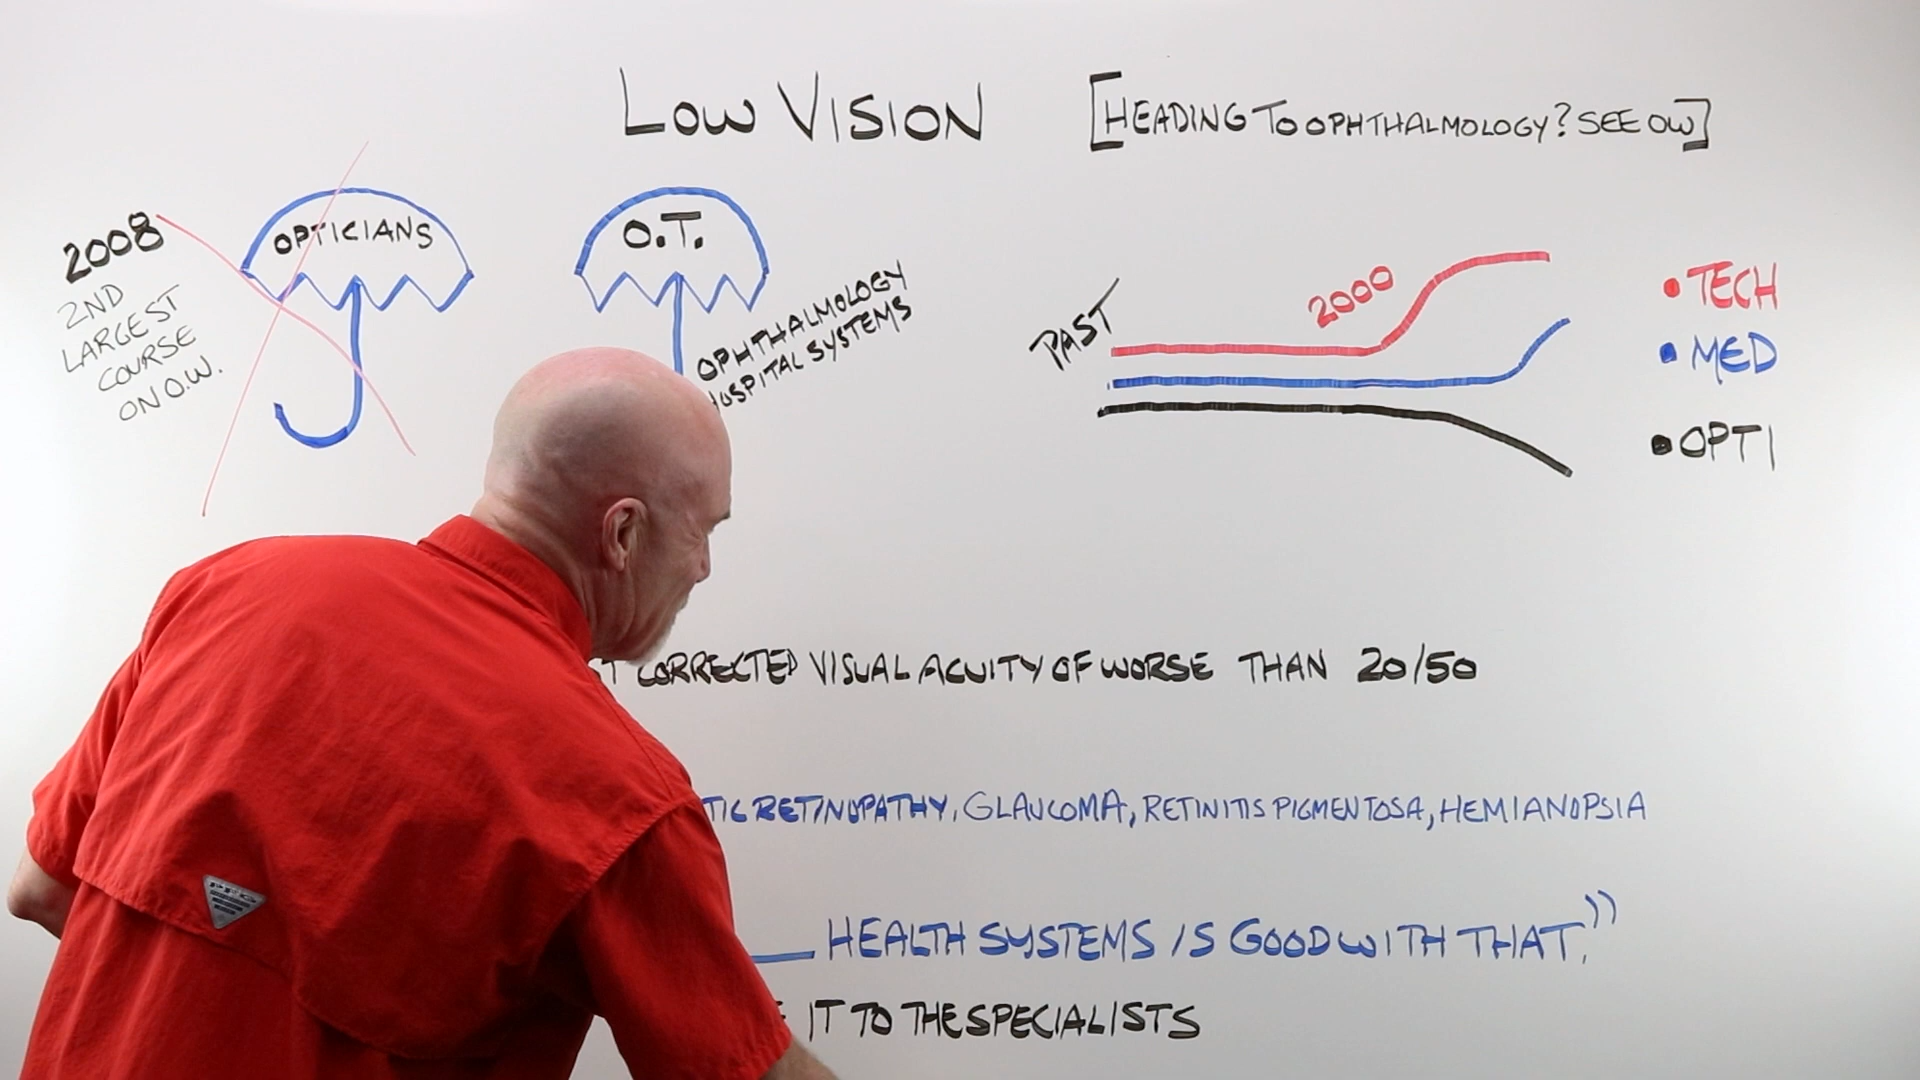 LOW VISION
[HEADING TO OPHTHALMOLOGY? SEE OW]
2008
2ND
LARGEST
COURSE
ON O.W.
OPTICIANS
O.T.
OPHTHALMOLOGY
HOSPITAL SYSTEMS
PAST
2000
• TECH
• MED
• OPTI
CORRECTED VISUAL ACUITY OF WORSE THAN 20/50
TIC RETINOPATHY, GLAUCOMA, RETINITIS PIGMENTOSA, HEMIANOPSIA
HEALTH SYSTEMS IS GOOD WITH THAT."
IT TO THE SPECIALISTS